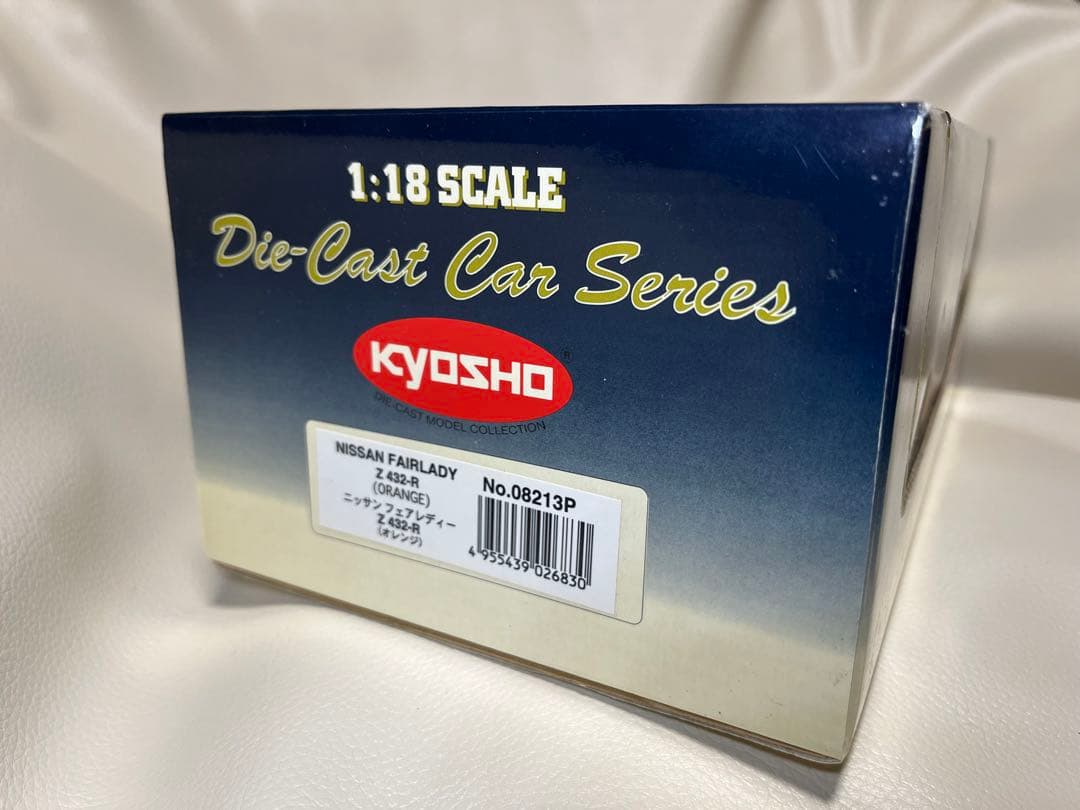 1:18 SCALE
Die-Cast Car Series
KYOSHO ®
DIE-CAST MODEL COLLECTION
NISSAN FAIRLADY
Z 432-R
(ORANGE)
ニッサン フェアレディー
Z 432-R
(オレンジ)
No.08213P
4 955439 026830